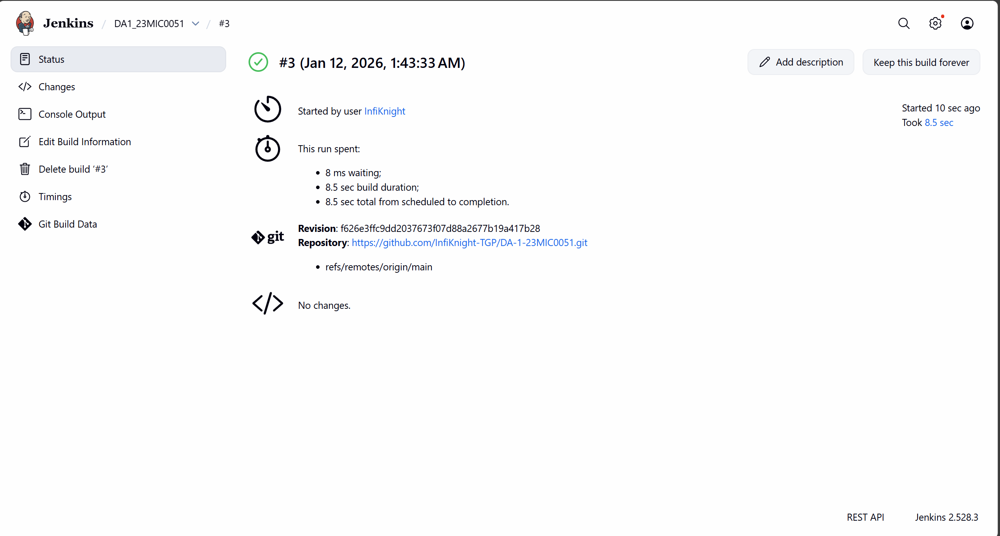 Jenkins / DA1_23MIC0051 / #3
Status
Changes
Console Output
Edit Build Information
Delete build ‘#3’
Timings
Git Build Data
#3 (Jan 12, 2026, 1:43:33 AM)
Add description
Keep this build forever
Started by user InfiKnight
Started 10 sec ago
Took 8.5 sec
This run spent:
• 8 ms waiting;
• 8.5 sec build duration;
• 8.5 sec total from scheduled to completion.
git
Revision: f626e3ffc9dd2037673f07d88a2677b19a417b28
Repository: https://github.com/InfiKnight-TGP/DA-1-23MIC0051.git
• refs/remotes/origin/main
No changes.
REST API
Jenkins 2.528.3